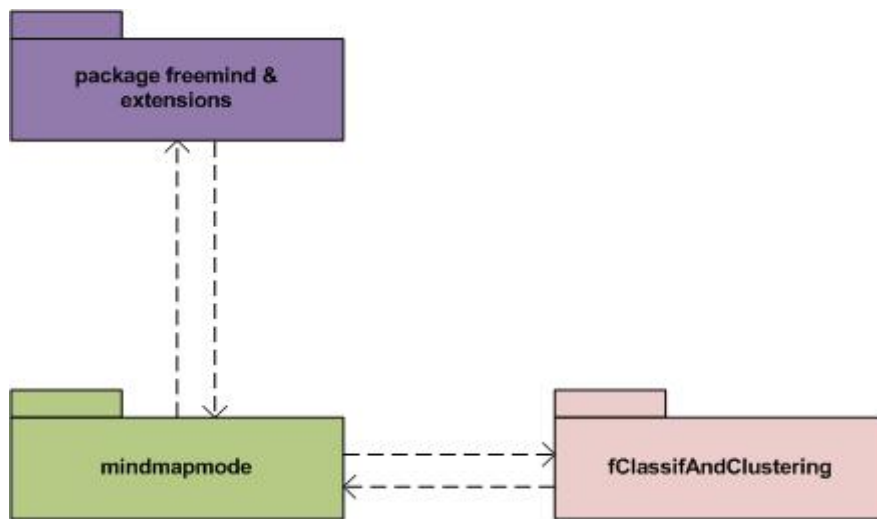 package freemind &
extensions
mindmapmode
fClassifAndClustering